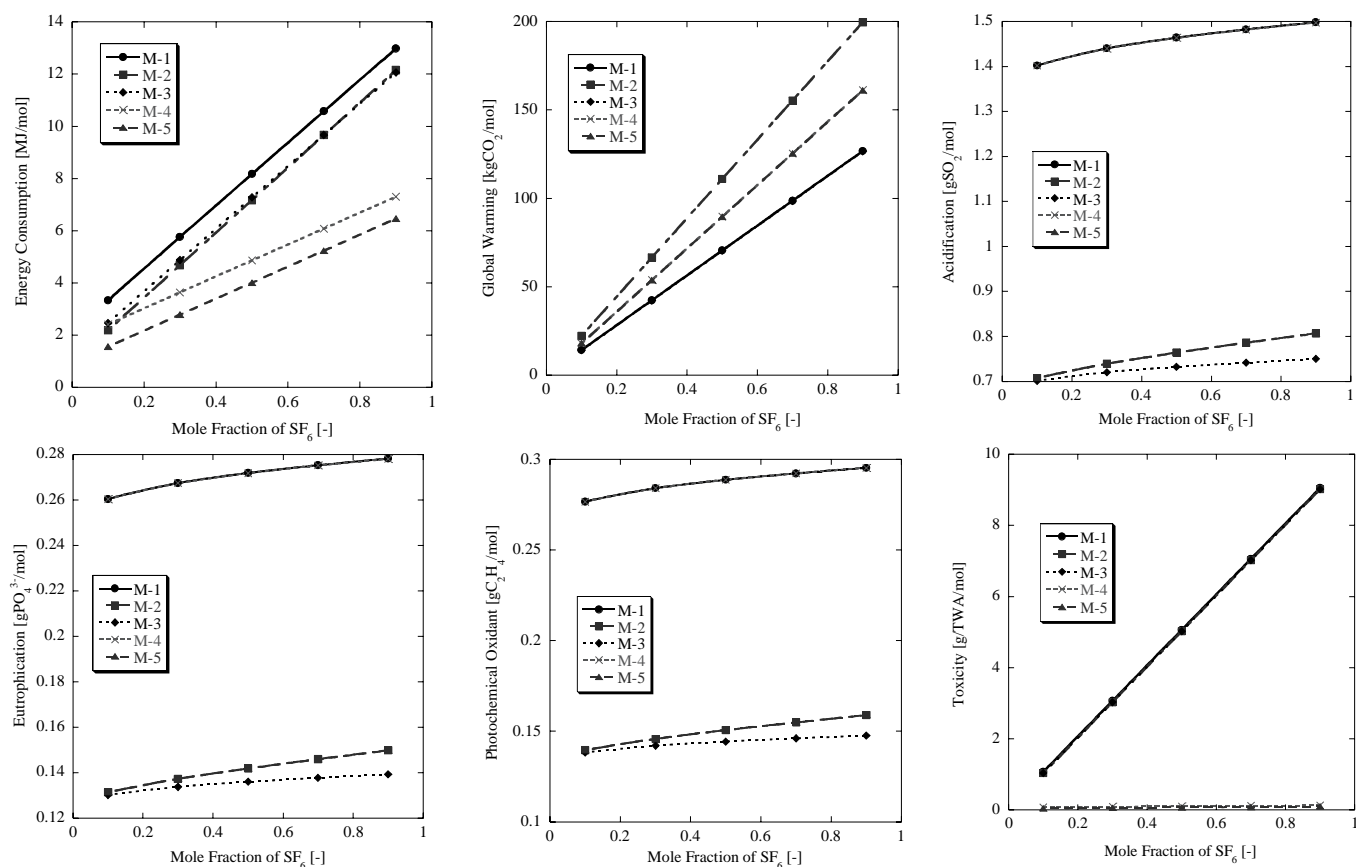 Energy Consumption [MJ/mol]
14
12
10
8
6
4
2
0
M-1
M-2
M-3
M-4
M-5
0 0.2 0.4 0.6 0.8 1
Mole Fraction of SF6 [-]
Global Warming [kgCO2/mol]
200
150
100
50
0
M-1
M-2
M-3
M-4
M-5
0 0.2 0.4 0.6 0.8 1
Mole Fraction of SF6 [-]
Acidification [gSO2/mol]
1.5
1.4
1.5
1.2
1.1
1
0.9
0.8
0.7
M-1
M-2
M-3
M-4
M-5
0 0.2 0.4 0.6 0.8 1
Mole Fraction of SF6 [-]
Eutrophication [gPO4 3-/mol]
0.28
0.26
0.24
0.22
0.2
0.18
0.16
0.14
0.12
M-1
M-2
M-3
M-4
M-5
0 0.2 0.4 0.6 0.8 1
Mole Fraction of SF6 [-]
Photochemical Oxidant [gC2H4/mol]
0.3
0.25
0.2
0.15
0.1
M-1
M-2
M-3
M-4
M-5
0 0.2 0.4 0.6 0.8 1
Mole Fraction of SF6 [-]
Toxicity [g/TWA/mol]
10
8
6
4
2
0
M-1
M-2
M-3
M-4
M-5
0 0.2 0.4 0.6 0.8 1
Mole Fraction of SF6 [-]